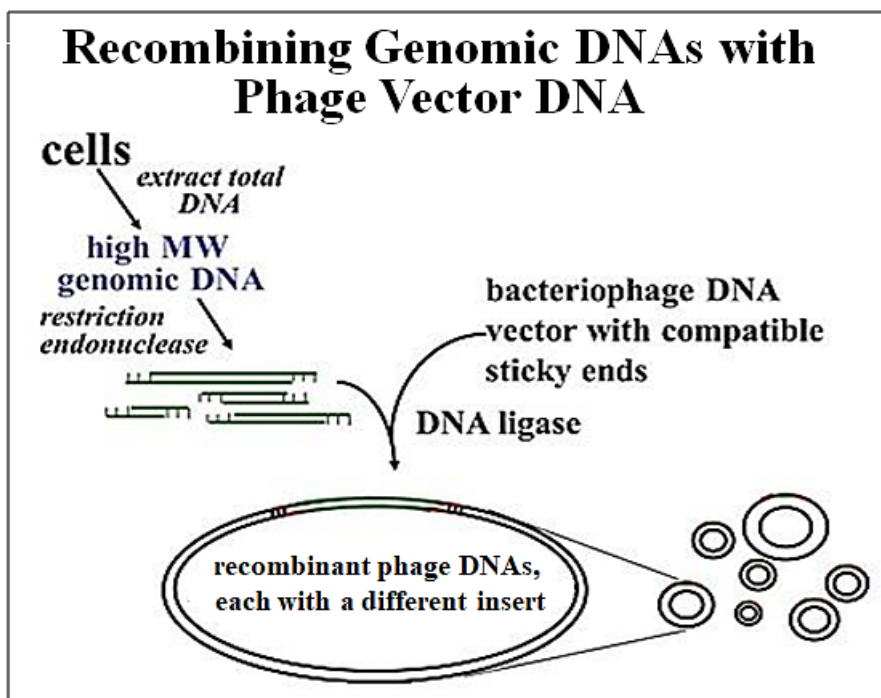 Recombining Genomic DNAs with
Phage Vector DNA
cells
extract total
DNA
high MW
genomic DNA
restriction
endonuclease
bacteriophage DNA
vector with compatible
sticky ends
DNA ligase
recombinant phage DNAs,
each with a different insert